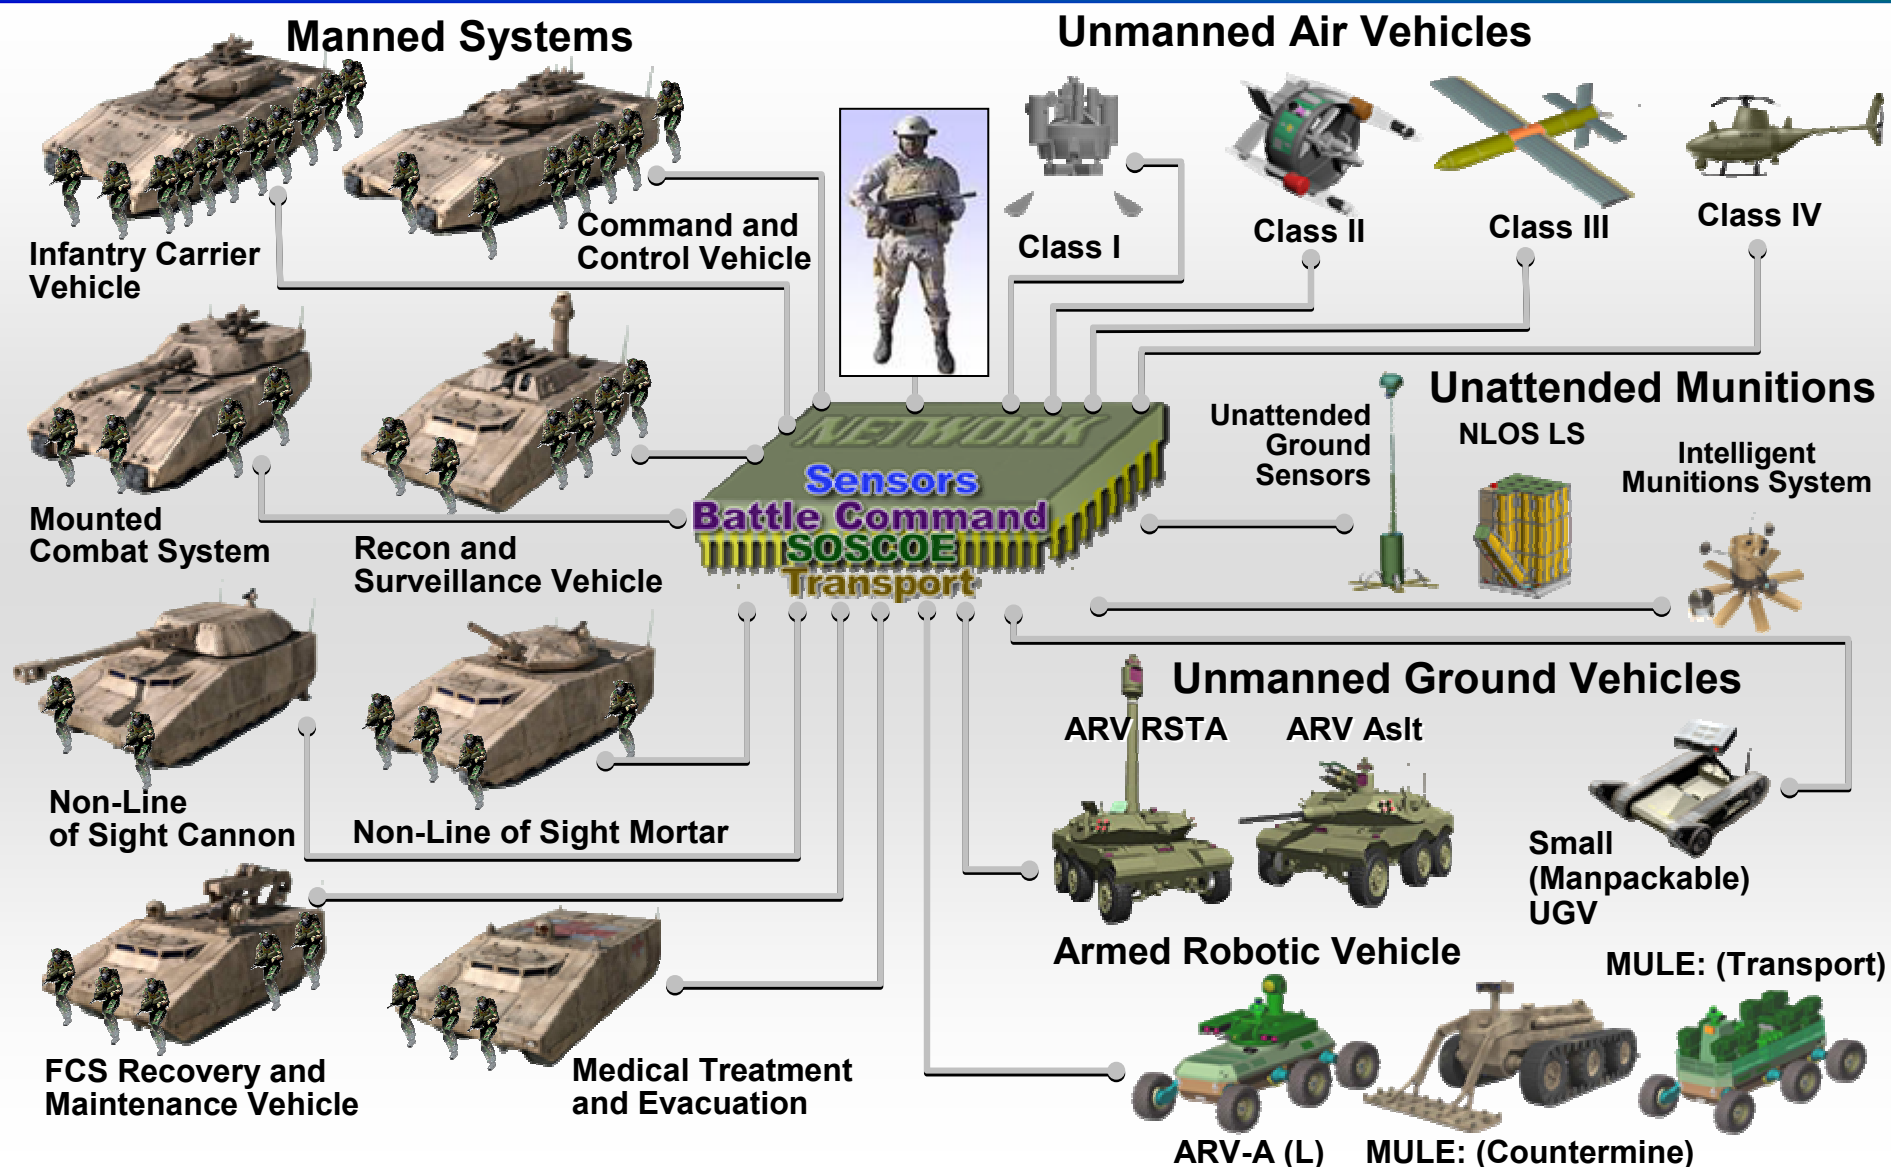 Manned Systems
Unmanned Air Vehicles
Infantry Carrier
Vehicle
Command and
Control Vehicle
Class I
Class II
Class III
Class IV
Mounted
Combat System
Recon and
Surveillance Vehicle
NETWORK
Sensors
Battle Command
SOSCOE
Transport
Unattended
Ground
Sensors
Unattended Munitions
NLOS LS
Intelligent
Munitions System
Non-Line
of Sight Cannon
Non-Line of Sight Mortar
Unmanned Ground Vehicles
ARV RSTA
ARV Aslt
Small
(Manpackable)
UGV
Armed Robotic Vehicle
FCS Recovery and
Maintenance Vehicle
Medical Treatment
and Evacuation
MULE: (Transport)
ARV-A (L)
MULE: (Countermine)